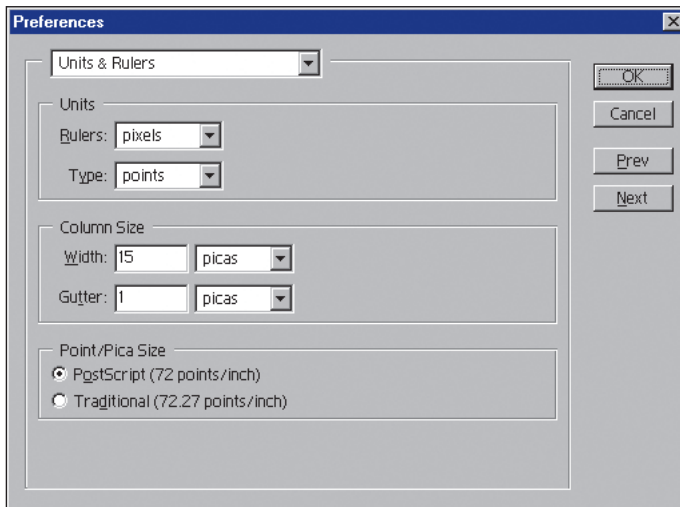 Preferences
Units & Rulers
OK
Cancel
Prev
Next
Units
Rulers: pixels
Type: points
Column Size
Width: 15 picas
Gutter: 1 picas
Point/Pica Size
PostScript (72 points/inch)
Traditional (72.27 points/inch)